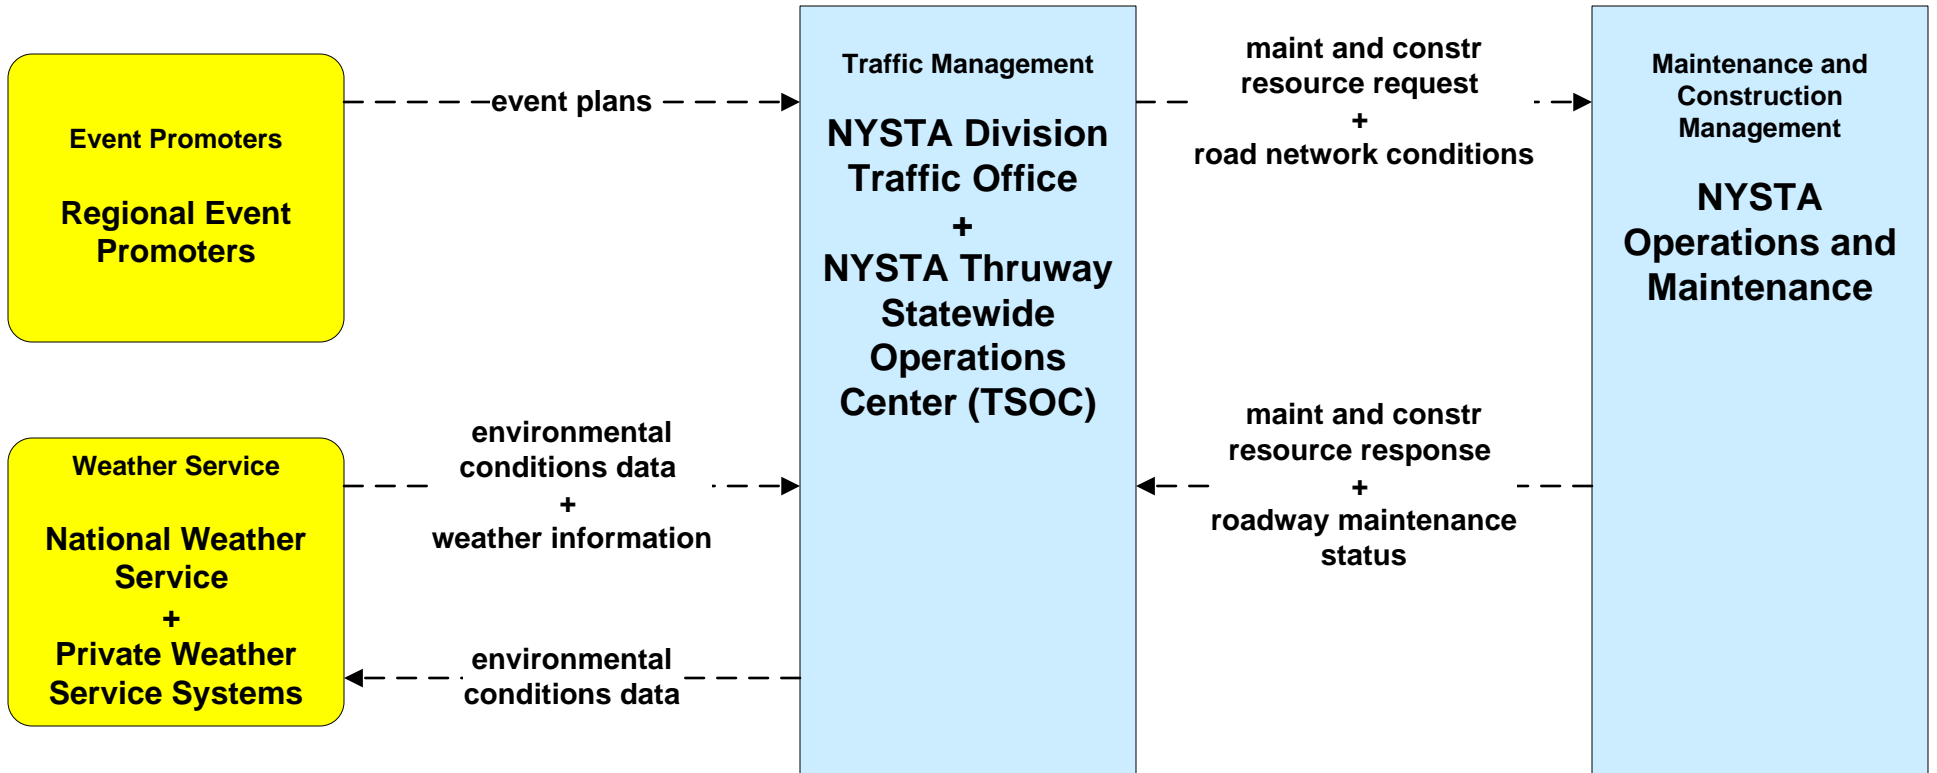 Event Promoters
Regional Event
Promoters
event plans
Traffic Management
NYSTA Division
Traffic Office
+
NYSTA Thruway
Statewide
Operations
Center (TSOC)
maint and constr
resource request
+
road network conditions
Maintenance and
Construction
Management
NYSTA
Operations and
Maintenance
Weather Service
National Weather
Service
+
Private Weather
Service Systems
environmental
conditions data
+
weather information
environmental
conditions data
maint and constr
resource response
+
roadway maintenance
status